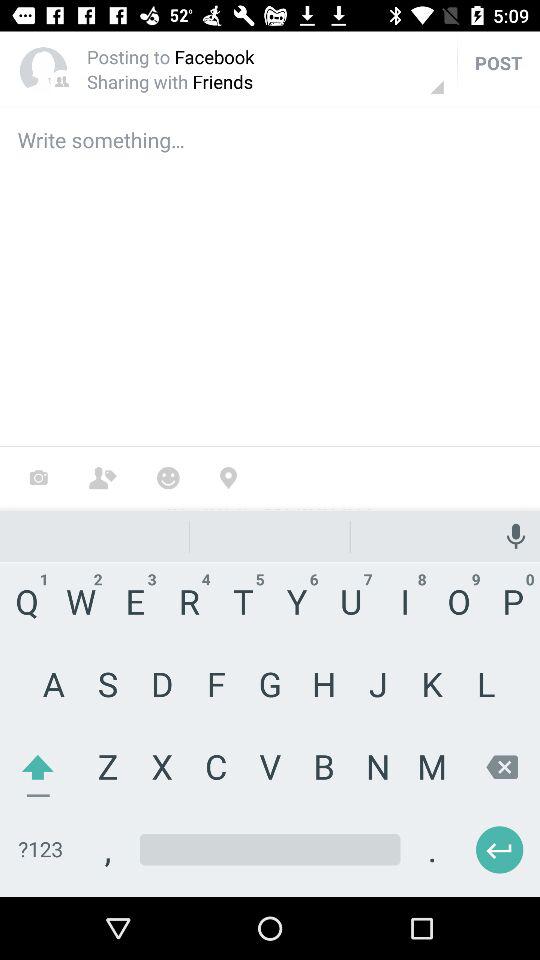 52° 5:09
Posting to Facebook
Sharing with Friends
POST
Write something...
1 2 3 4 5 6 7 8 9 0
Q W E R T Y U I O P
A S D F G H J K L
Z X C V B N M
?123 , .